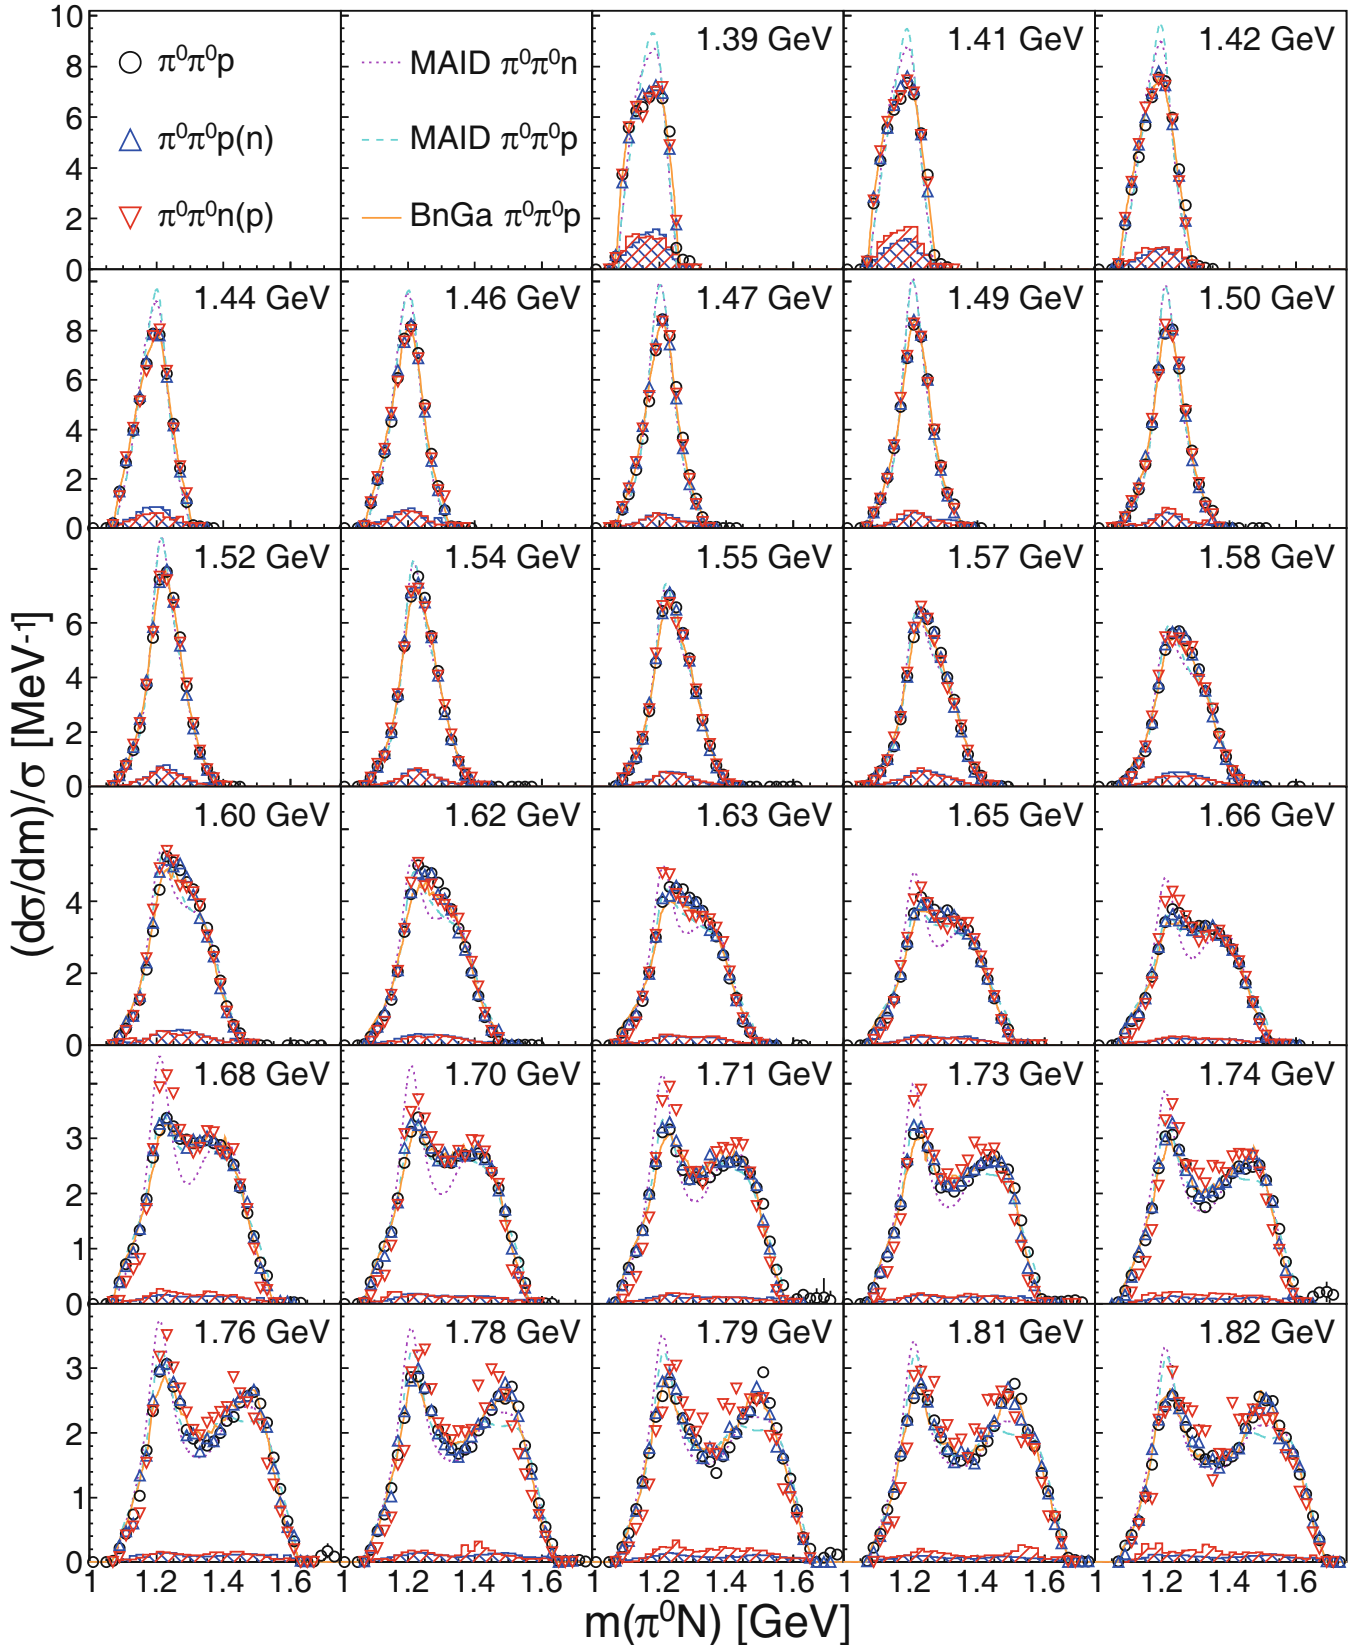 10
8
6
4
2
0
π⁰π⁰p
π⁰π⁰p(n)
π⁰π⁰n(p)
MAID π⁰π⁰n
MAID π⁰π⁰p
BnGa π⁰π⁰p
1.39 GeV
1.41 GeV
1.42 GeV
8
6
4
2
0
1.44 GeV
1.46 GeV
1.47 GeV
1.49 GeV
1.50 GeV
6
4
2
0
1.52 GeV
1.54 GeV
1.55 GeV
1.57 GeV
1.58 GeV
4
2
0
1.60 GeV
1.62 GeV
1.63 GeV
1.65 GeV
1.66 GeV
3
2
1
0
1.68 GeV
1.70 GeV
1.71 GeV
1.73 GeV
1.74 GeV
3
2
1
0
1.76 GeV
1.78 GeV
1.79 GeV
1.81 GeV
1.82 GeV
1 1.2 1.4 1.6 1 1.2 1.4 1.6 1 1.2 1.4 1.6 1 1.2 1.4 1.6 1 1.2 1.4 1.6
(dσ/dm)/σ [MeV⁻¹]
m(π⁰N) [GeV]